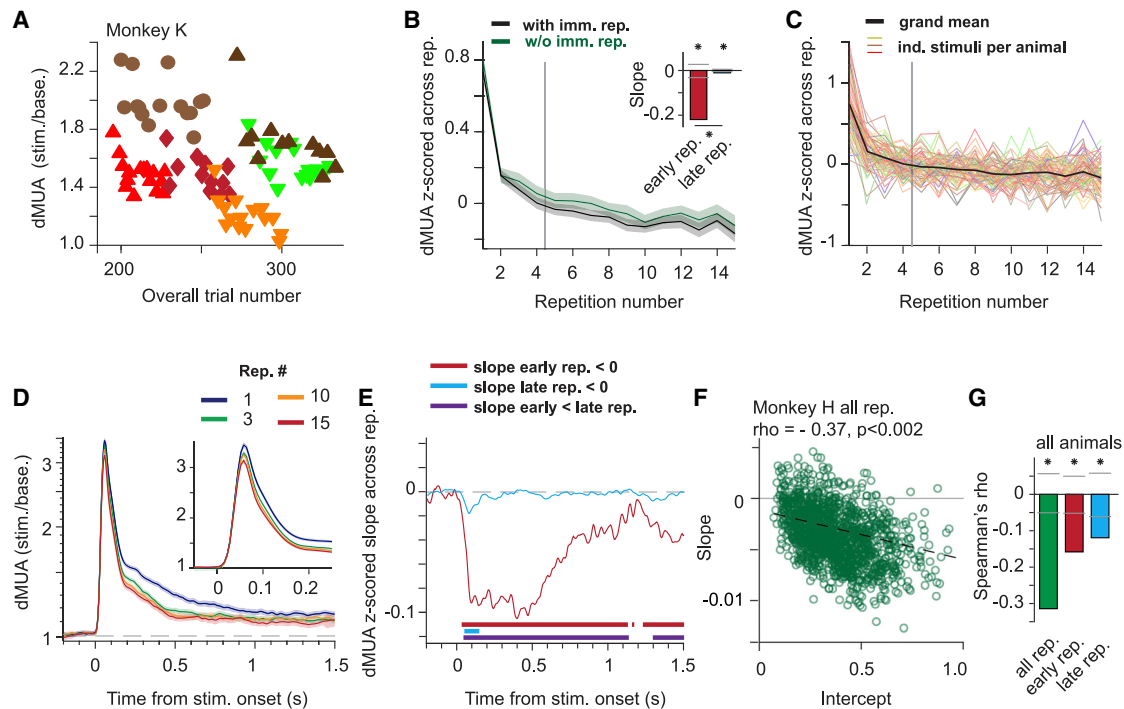 A
Monkey K
dMUA (stim./base.)
2.2
1.8
1.4
1.0
200
300
Overall trial number
B
with imm. rep.
w/o imm. rep.
dMUA z-scored across rep.
0.8
0.4
0
2 4 6 8 10 12 14
Repetition number
Slope
0
-0.2
* *
*
early rep.
late rep.
C
grand mean
ind. stimuli per animal
dMUA z-scored across rep.
1
0
-1
2 4 6 8 10 12 14
Repetition number
D
Rep. #
1 10
3 15
dMUA (stim./base.)
3
2
1
0 0.5 1.0 1.5
Time from stim. onset (s)
3
2
1
0 0.05 0.1 0.15 0.2
E
slope early rep. < 0
slope late rep. < 0
slope early < late rep.
dMUA z-scored slope across rep.
0
-0.1
0 0.5 1.0 1.5
Time from stim. onset (s)
F
Monkey H all rep.
rho = - 0.37, p<0.002
Slope
0
-0.01
0 0.5 1.0
Intercept
G
all animals
* * *
Spearman's rho
0
-0.1
-0.2
-0.3
all rep.
early rep.
late rep.